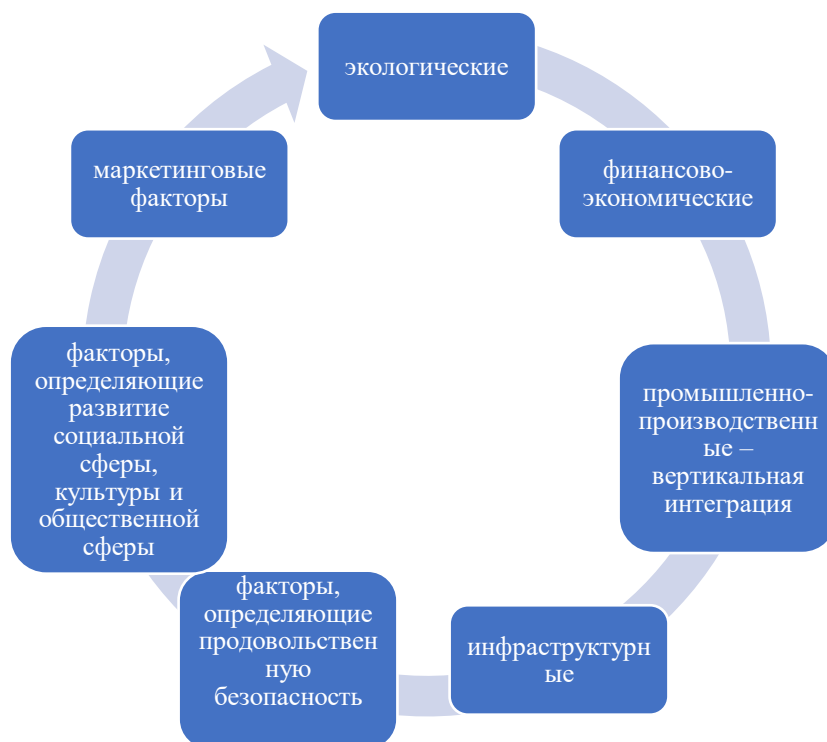 экологические
финансово-
экономические
промышленно-
производственн
ые –
вертикальная
интеграция
инфраструктурн
ые
факторы,
определяющие
продовольствен
ную
безопасность
факторы,
определяющие
развитие
социальной
сферы,
культуры и
общественной
сферы
маркетинговые
факторы